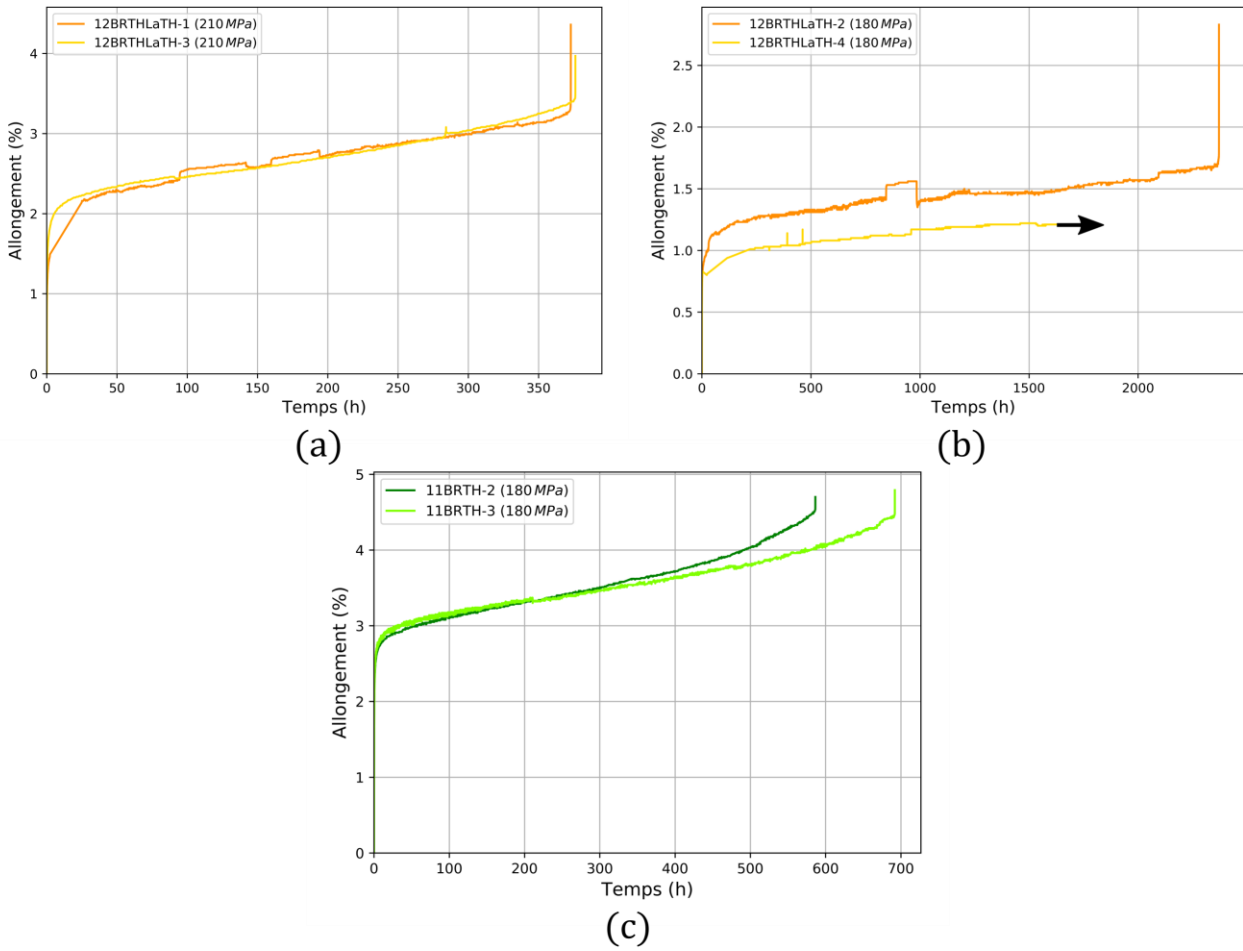 12BRTHLaTH-1 (210 MPa)
12BRTHLaTH-3 (210 MPa)
Allongement (%)
4
3
2
1
0
0 50 100 150 200 250 300 350
Temps (h)
(a)
12BRTHLaTH-2 (180 MPa)
12BRTHLaTH-4 (180 MPa)
Allongement (%)
2.5
2.0
1.5
1.0
0.5
0.0
0 500 1000 1500 2000
Temps (h)
(b)
11BRTH-2 (180 MPa)
11BRTH-3 (180 MPa)
Allongement (%)
5
4
3
2
1
0
0 100 200 300 400 500 600 700
Temps (h)
(c)